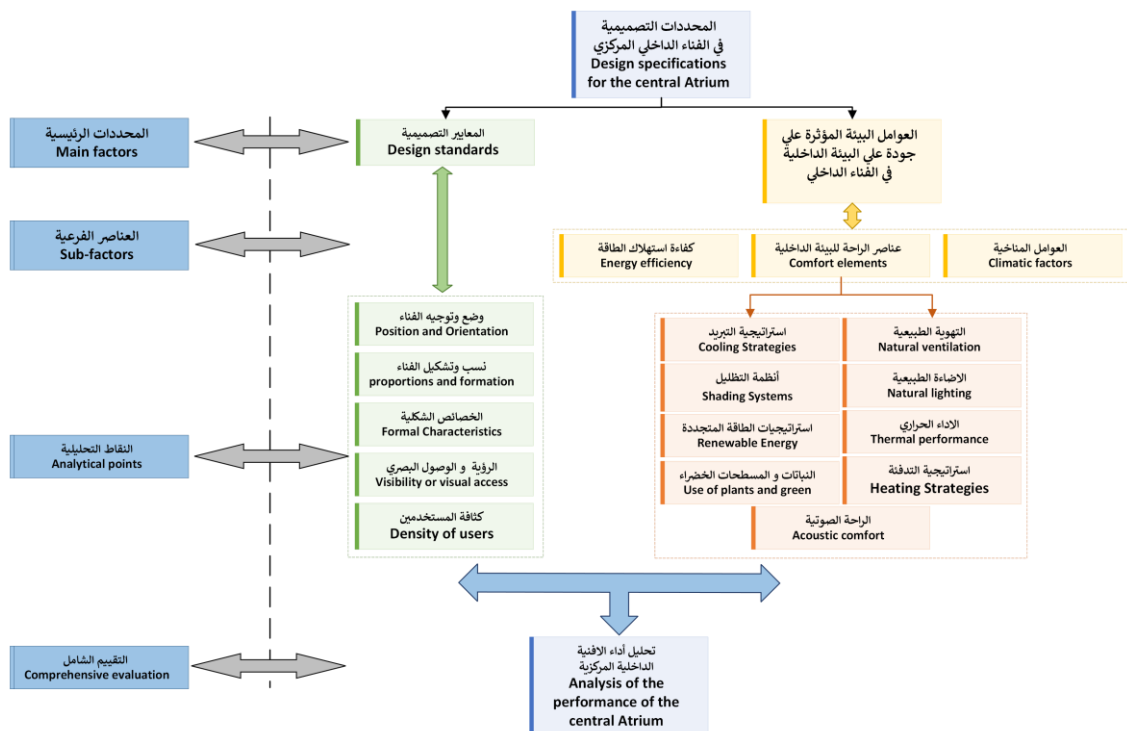 المحددات التصميمية
في الفناء الداخلي المركزي
Design specifications
for the central Atrium
المحددات الرئيسية
Main factors
المعايير التصميمية
Design standards
العوامل البيئة المؤثرة علي
جودة علي البيئة الداخلية
في الفناء الداخلي
العناصر الفرعية
Sub-factors
كفاءة استهلاك الطاقة
Energy efficiency
عناصر الراحة للبيئة الداخلية
Comfort elements
العوامل المناخية
Climatic factors
وضع وتوجيه الفناء
Position and Orientation
نسب وتشكيل الفناء
proportions and formation
الخصائص الشكلية
Formal Characteristics
الرؤية و الوصول البصري
Visibility or visual access
كثافة المستخدمين
Density of users
استراتيجية التبريد
Cooling Strategies
التهوية الطبيعية
Natural ventilation
أنظمة التظليل
Shading Systems
الاضاءة الطبيعية
Natural lighting
استراتيجيات الطاقة المتجددة
Renewable Energy
الاداء الحراري
Thermal performance
النباتات و المسطحات الخضراء
Use of plants and green
استراتيجية التدفئة
Heating Strategies
الراحة الصوتية
Acoustic comfort
النقاط التحليلية
Analytical points
التقييم الشامل
Comprehensive evaluation
تحليل أداء الافنية
الداخلية المركزية
Analysis of the
performance of the
central Atrium